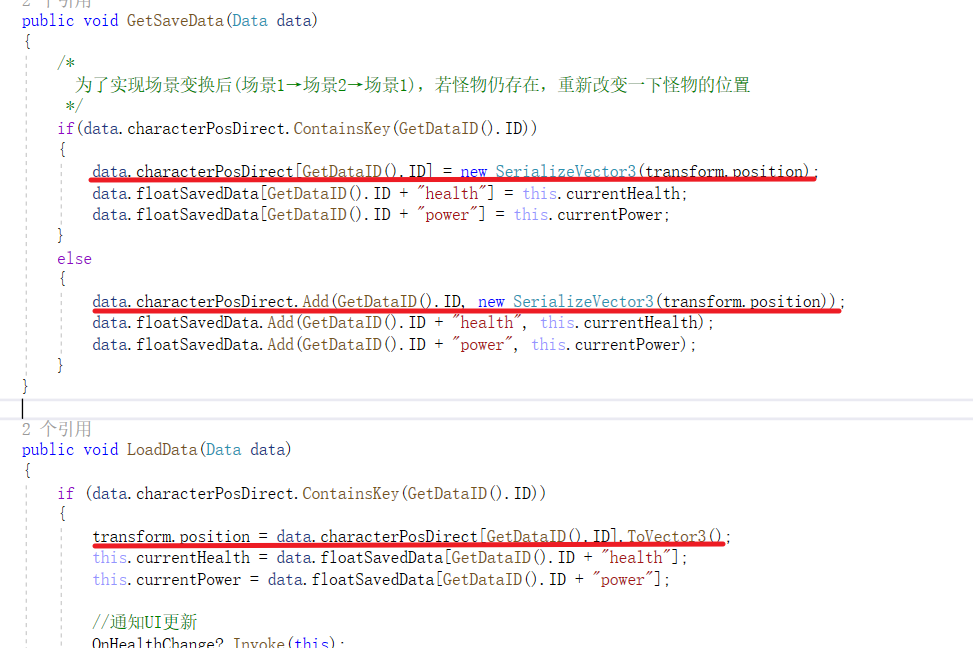 2 个引用
public void GetSaveData(Data data)
{
/*
为了实现场景变换后(场景1→场景2→场景1)，若怪物仍存在，重新改变一下怪物的位置
*/
if(data.characterPosDirect.ContainsKey(GetDataID().ID))
{
data.characterPosDirect[GetDataID().ID] = new SerializeVector3(transform.position);
data.floatSavedData[GetDataID().ID + "health"] = this.currentHealth;
data.floatSavedData[GetDataID().ID + "power"] = this.currentPower;
}
else
{
data.characterPosDirect.Add(GetDataID().ID, new SerializeVector3(transform.position));
data.floatSavedData.Add(GetDataID().ID + "health", this.currentHealth);
data.floatSavedData.Add(GetDataID().ID + "power", this.currentPower);
}
}
2 个引用
public void LoadData(Data data)
{
if (data.characterPosDirect.ContainsKey(GetDataID().ID))
{
transform.position = data.characterPosDirect[GetDataID().ID].ToVector3();
this.currentHealth = data.floatSavedData[GetDataID().ID + "health"];
this.currentPower = data.floatSavedData[GetDataID().ID + "power"];
//通知UI更新
OnHealthChange?.Invoke(this);